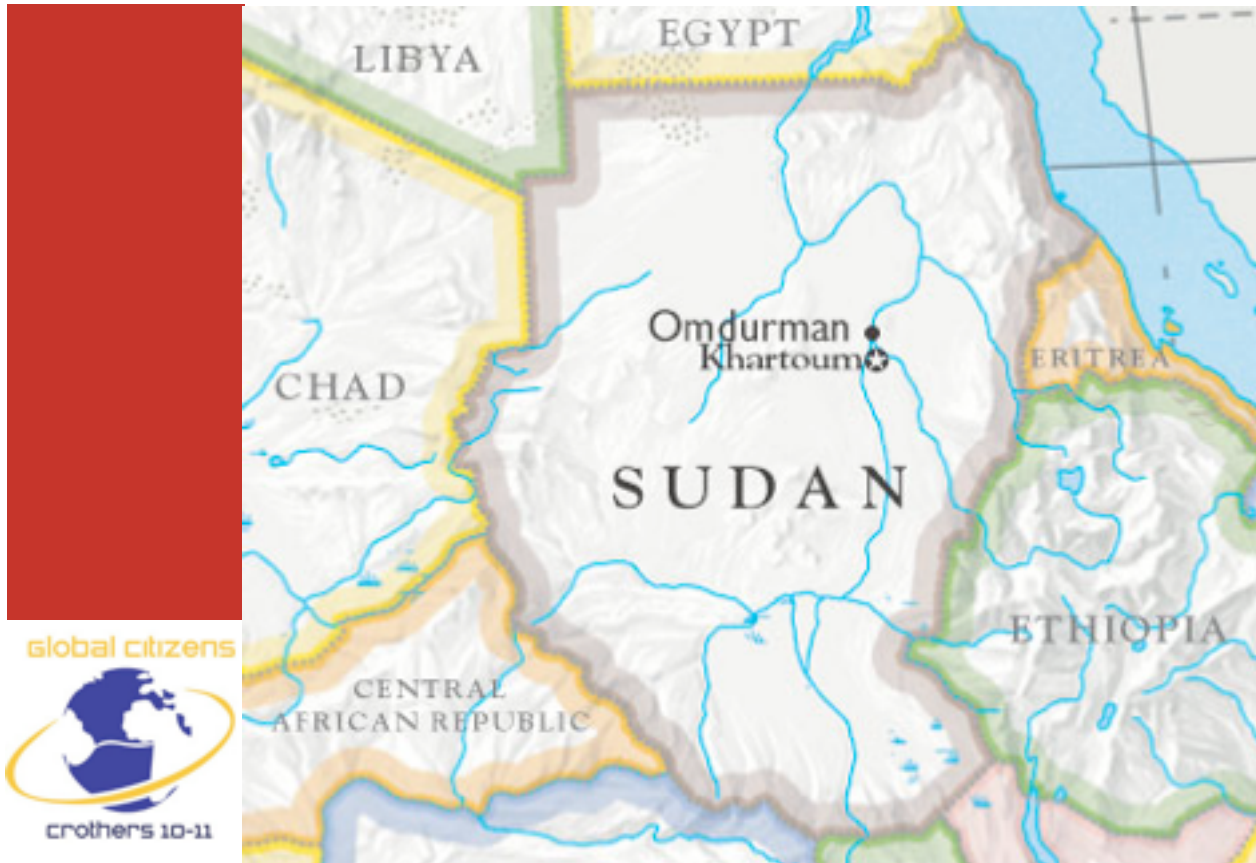 LIBYA
EGYPT
CHAD
Omdurman
Khartoum
ERITREA
SUDAN
ETHIOPIA
CENTRAL
AFRICAN REPUBLIC
Global Citizens
Crothers 10-11